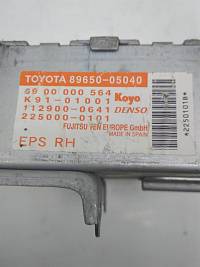 TOYOTA 89650-05040
69 00 000 564
K91-01001 Koyo
112900-0641 DENSO
225000-0101
FUJITSU TEN EUROPE GmbH
MADE IN SPAIN
EPS RH
*22501018*